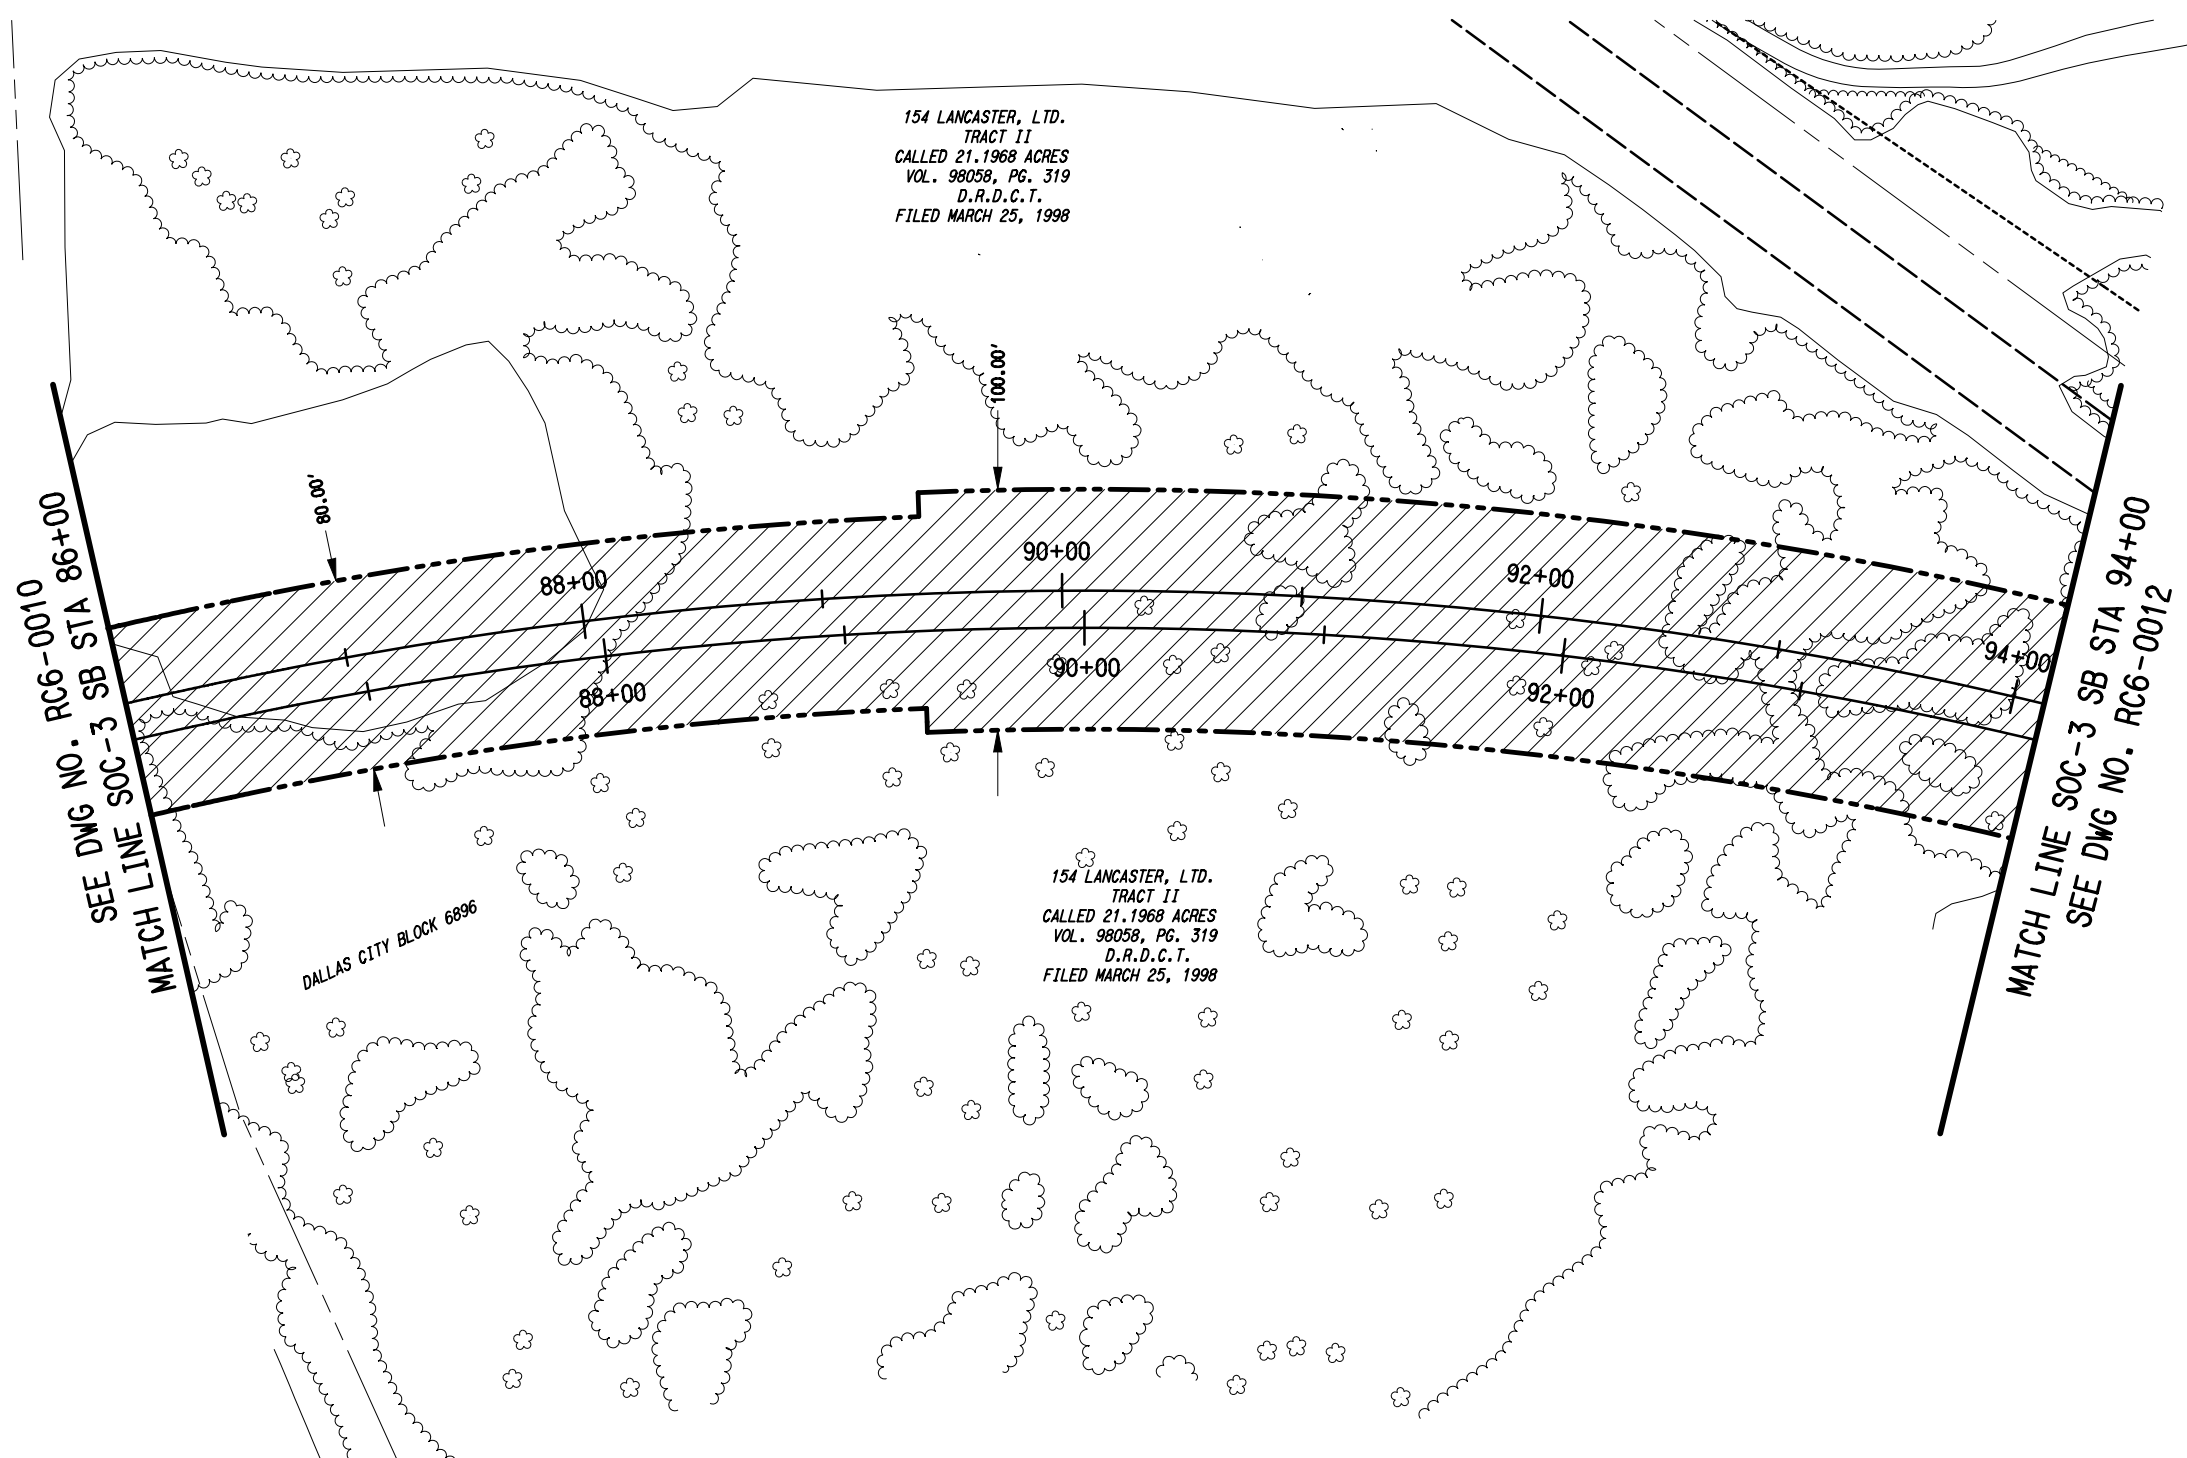 154 LANCASTER, LTD.
TRACT II
CALLED 21.1968 ACRES
VOL. 98058, PG. 319
D.R.D.C.T.
FILED MARCH 25, 1998
100.00'
80.00'
SEE DWG NO. RC6-0010
MATCH LINE SOC-3 SB STA 86+00
88+00
90+00
92+00
94+00
88+00
90+00
92+00
MATCH LINE SOC-3 SB STA 94+00
SEE DWG NO. RC6-0012
DALLAS CITY BLOCK 6896
154 LANCASTER, LTD.
TRACT II
CALLED 21.1968 ACRES
VOL. 98058, PG. 319
D.R.D.C.T.
FILED MARCH 25, 1998